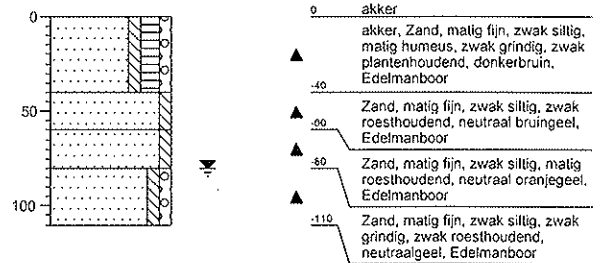 0
50
100
0 akker
akker, Zand, matig fijn, zwak siltig,
matig humeus, zwak grindig, zwak
plantenhoudend, donkerbruin,
Edelmanboor
-40
Zand, matig fijn, zwak siltig, zwak
roesthoudend, neutraal bruingeel,
Edelmanboor
-60
Zand, matig fijn, zwak siltig, matig
roesthoudend, neutraal oranjegeel,
Edelmanboor
-80
Zand, matig fijn, zwak siltig, zwak
grindig, zwak roesthoudend,
neutraalgeel, Edelmanboor
-110